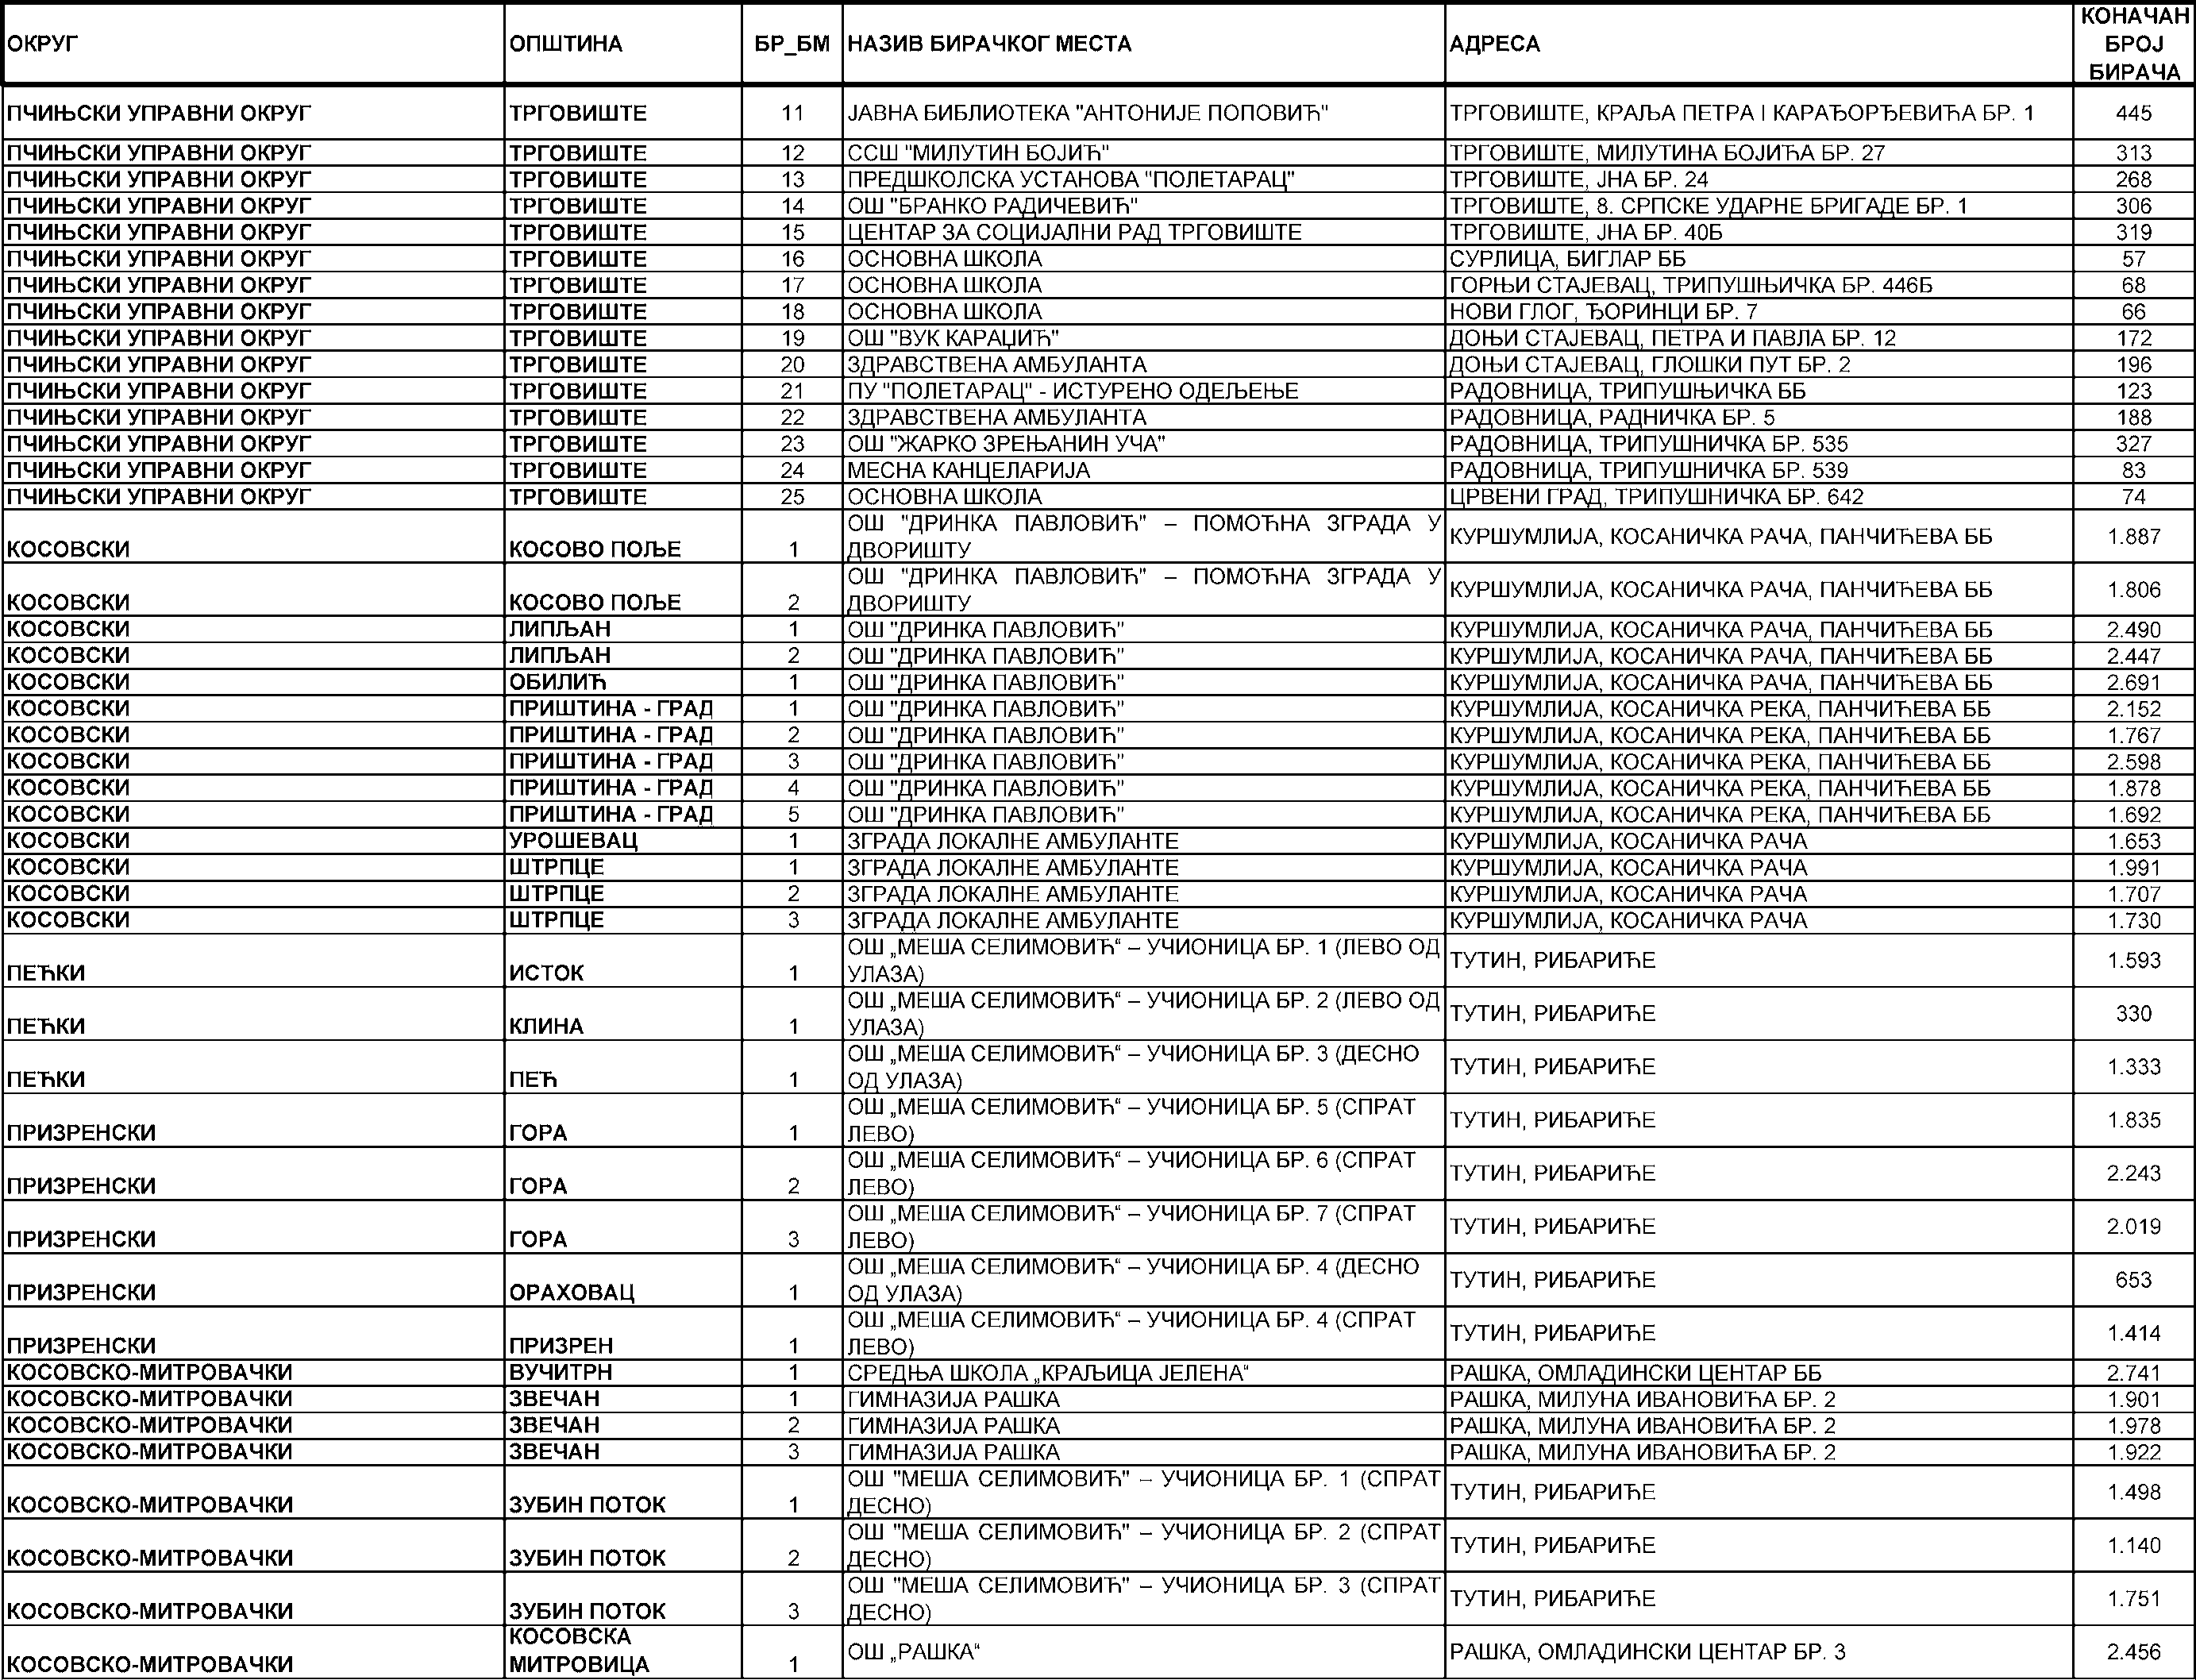 ОКРУГ ОПШТИНА БР_БМ НАЗИВ БИРАЧКОГ МЕСТА АДРЕСА КОНАЧАН БРОЈ БИРАЧА
ПЧИЊСКИ УПРАВНИ ОКРУГ ТРГОВИШТЕ 11 ЈАВНА БИБЛИОТЕКА "АНТОНИЈЕ ПОПОВИЋ" ТРГОВИШТЕ, КРАЉА ПЕТРА I КАРАЂОРЂЕВИЋА БР. 1 445
ПЧИЊСКИ УПРАВНИ ОКРУГ ТРГОВИШТЕ 12 ССШ "МИЛУТИН БОЈИЋ" ТРГОВИШТЕ, МИЛУТИНА БОЈИЋА БР. 27 313
ПЧИЊСКИ УПРАВНИ ОКРУГ ТРГОВИШТЕ 13 ПРЕДШКОЛСКА УСТАНОВА "ПОЛЕТАРАЦ" ТРГОВИШТЕ, ЈНА БР. 24 268
ПЧИЊСКИ УПРАВНИ ОКРУГ ТРГОВИШТЕ 14 ОШ "БРАНКО РАДИЧЕВИЋ" ТРГОВИШТЕ, 8. СРПСКЕ УДАРНЕ БРИГАДЕ БР. 1 306
ПЧИЊСКИ УПРАВНИ ОКРУГ ТРГОВИШТЕ 15 ЦЕНТАР ЗА СОЦИЈАЛНИ РАД ТРГОВИШТЕ ТРГОВИШТЕ, ЈНА БР. 40Б 319
ПЧИЊСКИ УПРАВНИ ОКРУГ ТРГОВИШТЕ 16 ОСНОВНА ШКОЛА СУРЛИЦА, БИГЛАР ББ 57
ПЧИЊСКИ УПРАВНИ ОКРУГ ТРГОВИШТЕ 17 ОСНОВНА ШКОЛА ГОРЊИ СТАЈЕВАЦ, ТРИПУШЊИЧКА БР. 446Б 68
ПЧИЊСКИ УПРАВНИ ОКРУГ ТРГОВИШТЕ 18 ОСНОВНА ШКОЛА НОВИ ГЛОГ, ЂОРИНЦИ БР. 7 66
ПЧИЊСКИ УПРАВНИ ОКРУГ ТРГОВИШТЕ 19 ОШ "ВУК КАРАЏИЋ" ДОЊИ СТАЈЕВАЦ, ПЕТРА И ПАВЛА БР. 12 172
ПЧИЊСКИ УПРАВНИ ОКРУГ ТРГОВИШТЕ 20 ЗДРАВСТВЕНА АМБУЛАНТА ДОЊИ СТАЈЕВАЦ, ГЛОШКИ ПУТ БР. 2 196
ПЧИЊСКИ УПРАВНИ ОКРУГ ТРГОВИШТЕ 21 ПУ "ПОЛЕТАРАЦ" - ИСТУРЕНО ОДЕЉЕЊЕ РАДОВНИЦА, ТРИПУШЊИЧКА ББ 123
ПЧИЊСКИ УПРАВНИ ОКРУГ ТРГОВИШТЕ 22 ЗДРАВСТВЕНА АМБУЛАНТА РАДОВНИЦА, РАДНИЧКА БР. 5 188
ПЧИЊСКИ УПРАВНИ ОКРУГ ТРГОВИШТЕ 23 ОШ "ЖАРКО ЗРЕЊАНИН УЧА" РАДОВНИЦА, ТРИПУШНИЧКА БР. 535 327
ПЧИЊСКИ УПРАВНИ ОКРУГ ТРГОВИШТЕ 24 МЕСНА КАНЦЕЛАРИЈА РАДОВНИЦА, ТРИПУШНИЧКА БР. 539 83
ПЧИЊСКИ УПРАВНИ ОКРУГ ТРГОВИШТЕ 25 ОСНОВНА ШКОЛА ЦРВЕНИ ГРАД, ТРИПУШНИЧКА БР. 642 74
КОСОВСКИ КОСОВО ПОЉЕ 1 ОШ "ДРИНКА ПАВЛОВИЋ" – ПОМОЋНА ЗГРАДА У ДВОРИШТУ КУРШУМЛИЈА, КОСАНИЧКА РАЧА, ПАНЧИЋЕВА ББ 1.887
КОСОВСКИ КОСОВО ПОЉЕ 2 ОШ "ДРИНКА ПАВЛОВИЋ" – ПОМОЋНА ЗГРАДА У ДВОРИШТУ КУРШУМЛИЈА, КОСАНИЧКА РАЧА, ПАНЧИЋЕВА ББ 1.806
КОСОВСКИ ЛИПЉАН 1 ОШ "ДРИНКА ПАВЛОВИЋ" КУРШУМЛИЈА, КОСАНИЧКА РАЧА, ПАНЧИЋЕВА ББ 2.490
КОСОВСКИ ЛИПЉАН 2 ОШ "ДРИНКА ПАВЛОВИЋ" КУРШУМЛИЈА, КОСАНИЧКА РАЧА, ПАНЧИЋЕВА ББ 2.447
КОСОВСКИ ОБИЛИЋ 1 ОШ "ДРИНКА ПАВЛОВИЋ" КУРШУМЛИЈА, КОСАНИЧКА РАЧА, ПАНЧИЋЕВА ББ 2.691
КОСОВСКИ ПРИШТИНА - ГРАД 1 ОШ "ДРИНКА ПАВЛОВИЋ" КУРШУМЛИЈА, КОСАНИЧКА РЕКА, ПАНЧИЋЕВА ББ 2.152
КОСОВСКИ ПРИШТИНА - ГРАД 2 ОШ "ДРИНКА ПАВЛОВИЋ" КУРШУМЛИЈА, КОСАНИЧКА РЕКА, ПАНЧИЋЕВА ББ 1.767
КОСОВСКИ ПРИШТИНА - ГРАД 3 ОШ "ДРИНКА ПАВЛОВИЋ" КУРШУМЛИЈА, КОСАНИЧКА РЕКА, ПАНЧИЋЕВА ББ 2.598
КОСОВСКИ ПРИШТИНА - ГРАД 4 ОШ "ДРИНКА ПАВЛОВИЋ" КУРШУМЛИЈА, КОСАНИЧКА РЕКА, ПАНЧИЋЕВА ББ 1.878
КОСОВСКИ ПРИШТИНА - ГРАД 5 ОШ "ДРИНКА ПАВЛОВИЋ" КУРШУМЛИЈА, КОСАНИЧКА РЕКА, ПАНЧИЋЕВА ББ 1.692
КОСОВСКИ УРОШЕВАЦ 1 ЗГРАДА ЛОКАЛНЕ АМБУЛАНТЕ КУРШУМЛИЈА, КОСАНИЧКА РАЧА 1.653
КОСОВСКИ ШТРПЦЕ 1 ЗГРАДА ЛОКАЛНЕ АМБУЛАНТЕ КУРШУМЛИЈА, КОСАНИЧКА РАЧА 1.991
КОСОВСКИ ШТРПЦЕ 2 ЗГРАДА ЛОКАЛНЕ АМБУЛАНТЕ КУРШУМЛИЈА, КОСАНИЧКА РАЧА 1.707
КОСОВСКИ ШТРПЦЕ 3 ЗГРАДА ЛОКАЛНЕ АМБУЛАНТЕ КУРШУМЛИЈА, КОСАНИЧКА РАЧА 1.730
ПЕЋКИ ИСТОК 1 ОШ „МЕША СЕЛИМОВИЋ“ – УЧИОНИЦА БР. 1 (ЛЕВО ОД УЛАЗА) ТУТИН, РИБАРИЋЕ 1.593
ПЕЋКИ КЛИНА 1 ОШ „МЕША СЕЛИМОВИЋ“ – УЧИОНИЦА БР. 2 (ЛЕВО ОД УЛАЗА) ТУТИН, РИБАРИЋЕ 330
ПЕЋКИ ПЕЋ 1 ОШ „МЕША СЕЛИМОВИЋ“ – УЧИОНИЦА БР. 3 (ДЕСНО ОД УЛАЗА) ТУТИН, РИБАРИЋЕ 1.333
ПРИЗРЕНСКИ ГОРА 1 ОШ „МЕША СЕЛИМОВИЋ“ – УЧИОНИЦА БР. 5 (СПРАТ ЛЕВО) ТУТИН, РИБАРИЋЕ 1.835
ПРИЗРЕНСКИ ГОРА 2 ОШ „МЕША СЕЛИМОВИЋ“ – УЧИОНИЦА БР. 6 (СПРАТ ЛЕВО) ТУТИН, РИБАРИЋЕ 2.243
ПРИЗРЕНСКИ ГОРА 3 ОШ „МЕША СЕЛИМОВИЋ“ – УЧИОНИЦА БР. 7 (СПРАТ ЛЕВО) ТУТИН, РИБАРИЋЕ 2.019
ПРИЗРЕНСКИ ОРАХОВАЦ 1 ОШ „МЕША СЕЛИМОВИЋ“ – УЧИОНИЦА БР. 4 (ДЕСНО ОД УЛАЗА) ТУТИН, РИБАРИЋЕ 653
ПРИЗРЕНСКИ ПРИЗРЕН 1 ОШ „МЕША СЕЛИМОВИЋ“ – УЧИОНИЦА БР. 4 (СПРАТ ЛЕВО) ТУТИН, РИБАРИЋЕ 1.414
КОСОВСКО-МИТРОВАЧКИ ВУЧИТРН 1 СРЕДЊА ШКОЛА „КРАЉИЦА ЈЕЛЕНА“ РАШКА, ОМЛАДИНСКИ ЦЕНТАР ББ 2.741
КОСОВСКО-МИТРОВАЧКИ ЗВЕЧАН 1 ГИМНАЗИЈА РАШКА РАШКА, МИЛУНА ИВАНОВИЋА БР. 2 1.901
КОСОВСКО-МИТРОВАЧКИ ЗВЕЧАН 2 ГИМНАЗИЈА РАШКА РАШКА, МИЛУНА ИВАНОВИЋА БР. 2 1.978
КОСОВСКО-МИТРОВАЧКИ ЗВЕЧАН 3 ГИМНАЗИЈА РАШКА РАШКА, МИЛУНА ИВАНОВИЋА БР. 2 1.922
КОСОВСКО-МИТРОВАЧКИ ЗУБИН ПОТОК 1 ОШ "МЕША СЕЛИМОВИЋ" – УЧИОНИЦА БР. 1 (СПРАТ ДЕСНО) ТУТИН, РИБАРИЋЕ 1.498
КОСОВСКО-МИТРОВАЧКИ ЗУБИН ПОТОК 2 ОШ "МЕША СЕЛИМОВИЋ" – УЧИОНИЦА БР. 2 (СПРАТ ДЕСНО) ТУТИН, РИБАРИЋЕ 1.140
КОСОВСКО-МИТРОВАЧКИ ЗУБИН ПОТОК 3 ОШ "МЕША СЕЛИМОВИЋ" – УЧИОНИЦА БР. 3 (СПРАТ ДЕСНО) ТУТИН, РИБАРИЋЕ 1.751
КОСОВСКО-МИТРОВАЧКИ КОСОВСКА МИТРОВИЦА 1 ОШ „РАШКА“ РАШКА, ОМЛАДИНСКИ ЦЕНТАР БР. 3 2.456